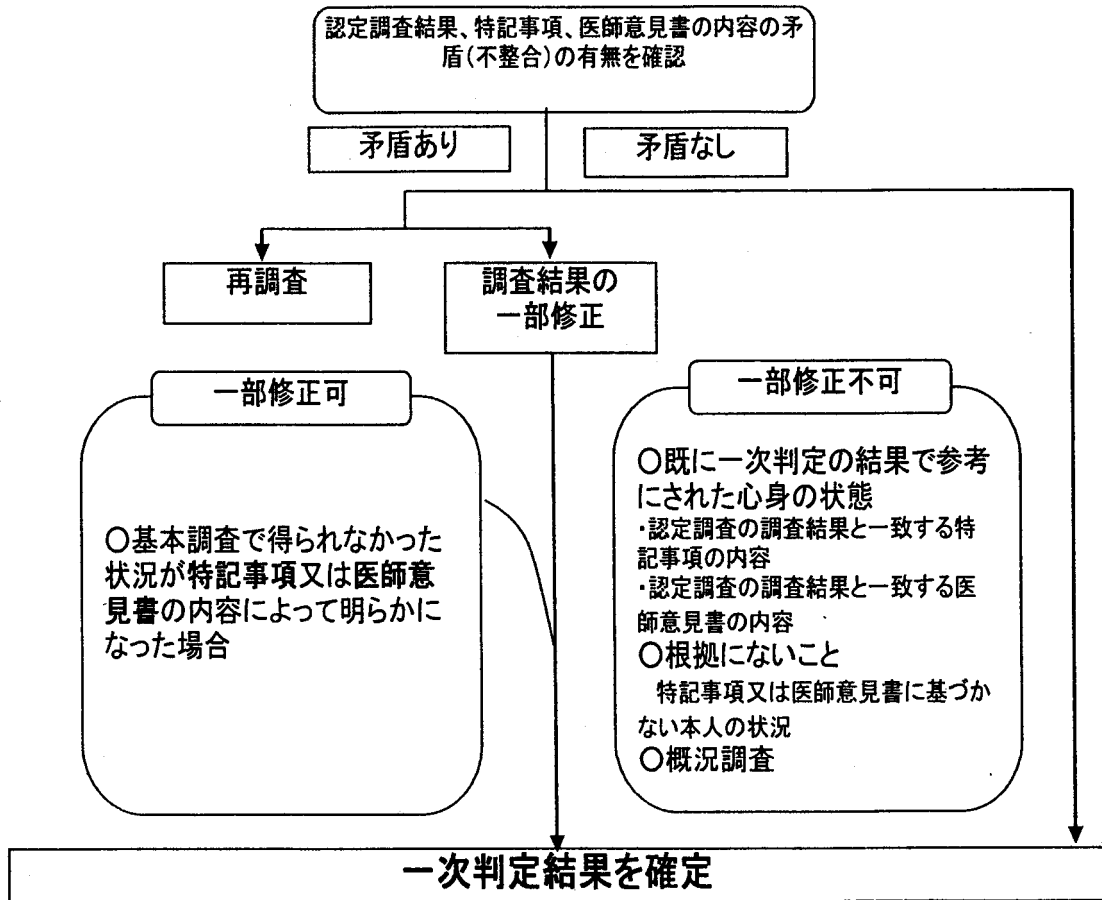 認定調査結果、特記事項、医師意見書の内容の矛
盾(不整合)の有無を確認
矛盾あり
矛盾なし
再調査
調査結果の
一部修正
一部修正可
〇基本調査で得られなかった
状況が特記事項又は医師意
見書の内容によって明らかに
なった場合
一部修正不可
〇既に一次判定の結果で参考
にされた心身の状態
・認定調査の調査結果と一致する特
記事項の内容
・認定調査の調査結果と一致する医
師意見書の内容
〇根拠にないこと
特記事項又は医師意見書に基づか
ない本人の状況
〇概況調査
一次判定結果を確定